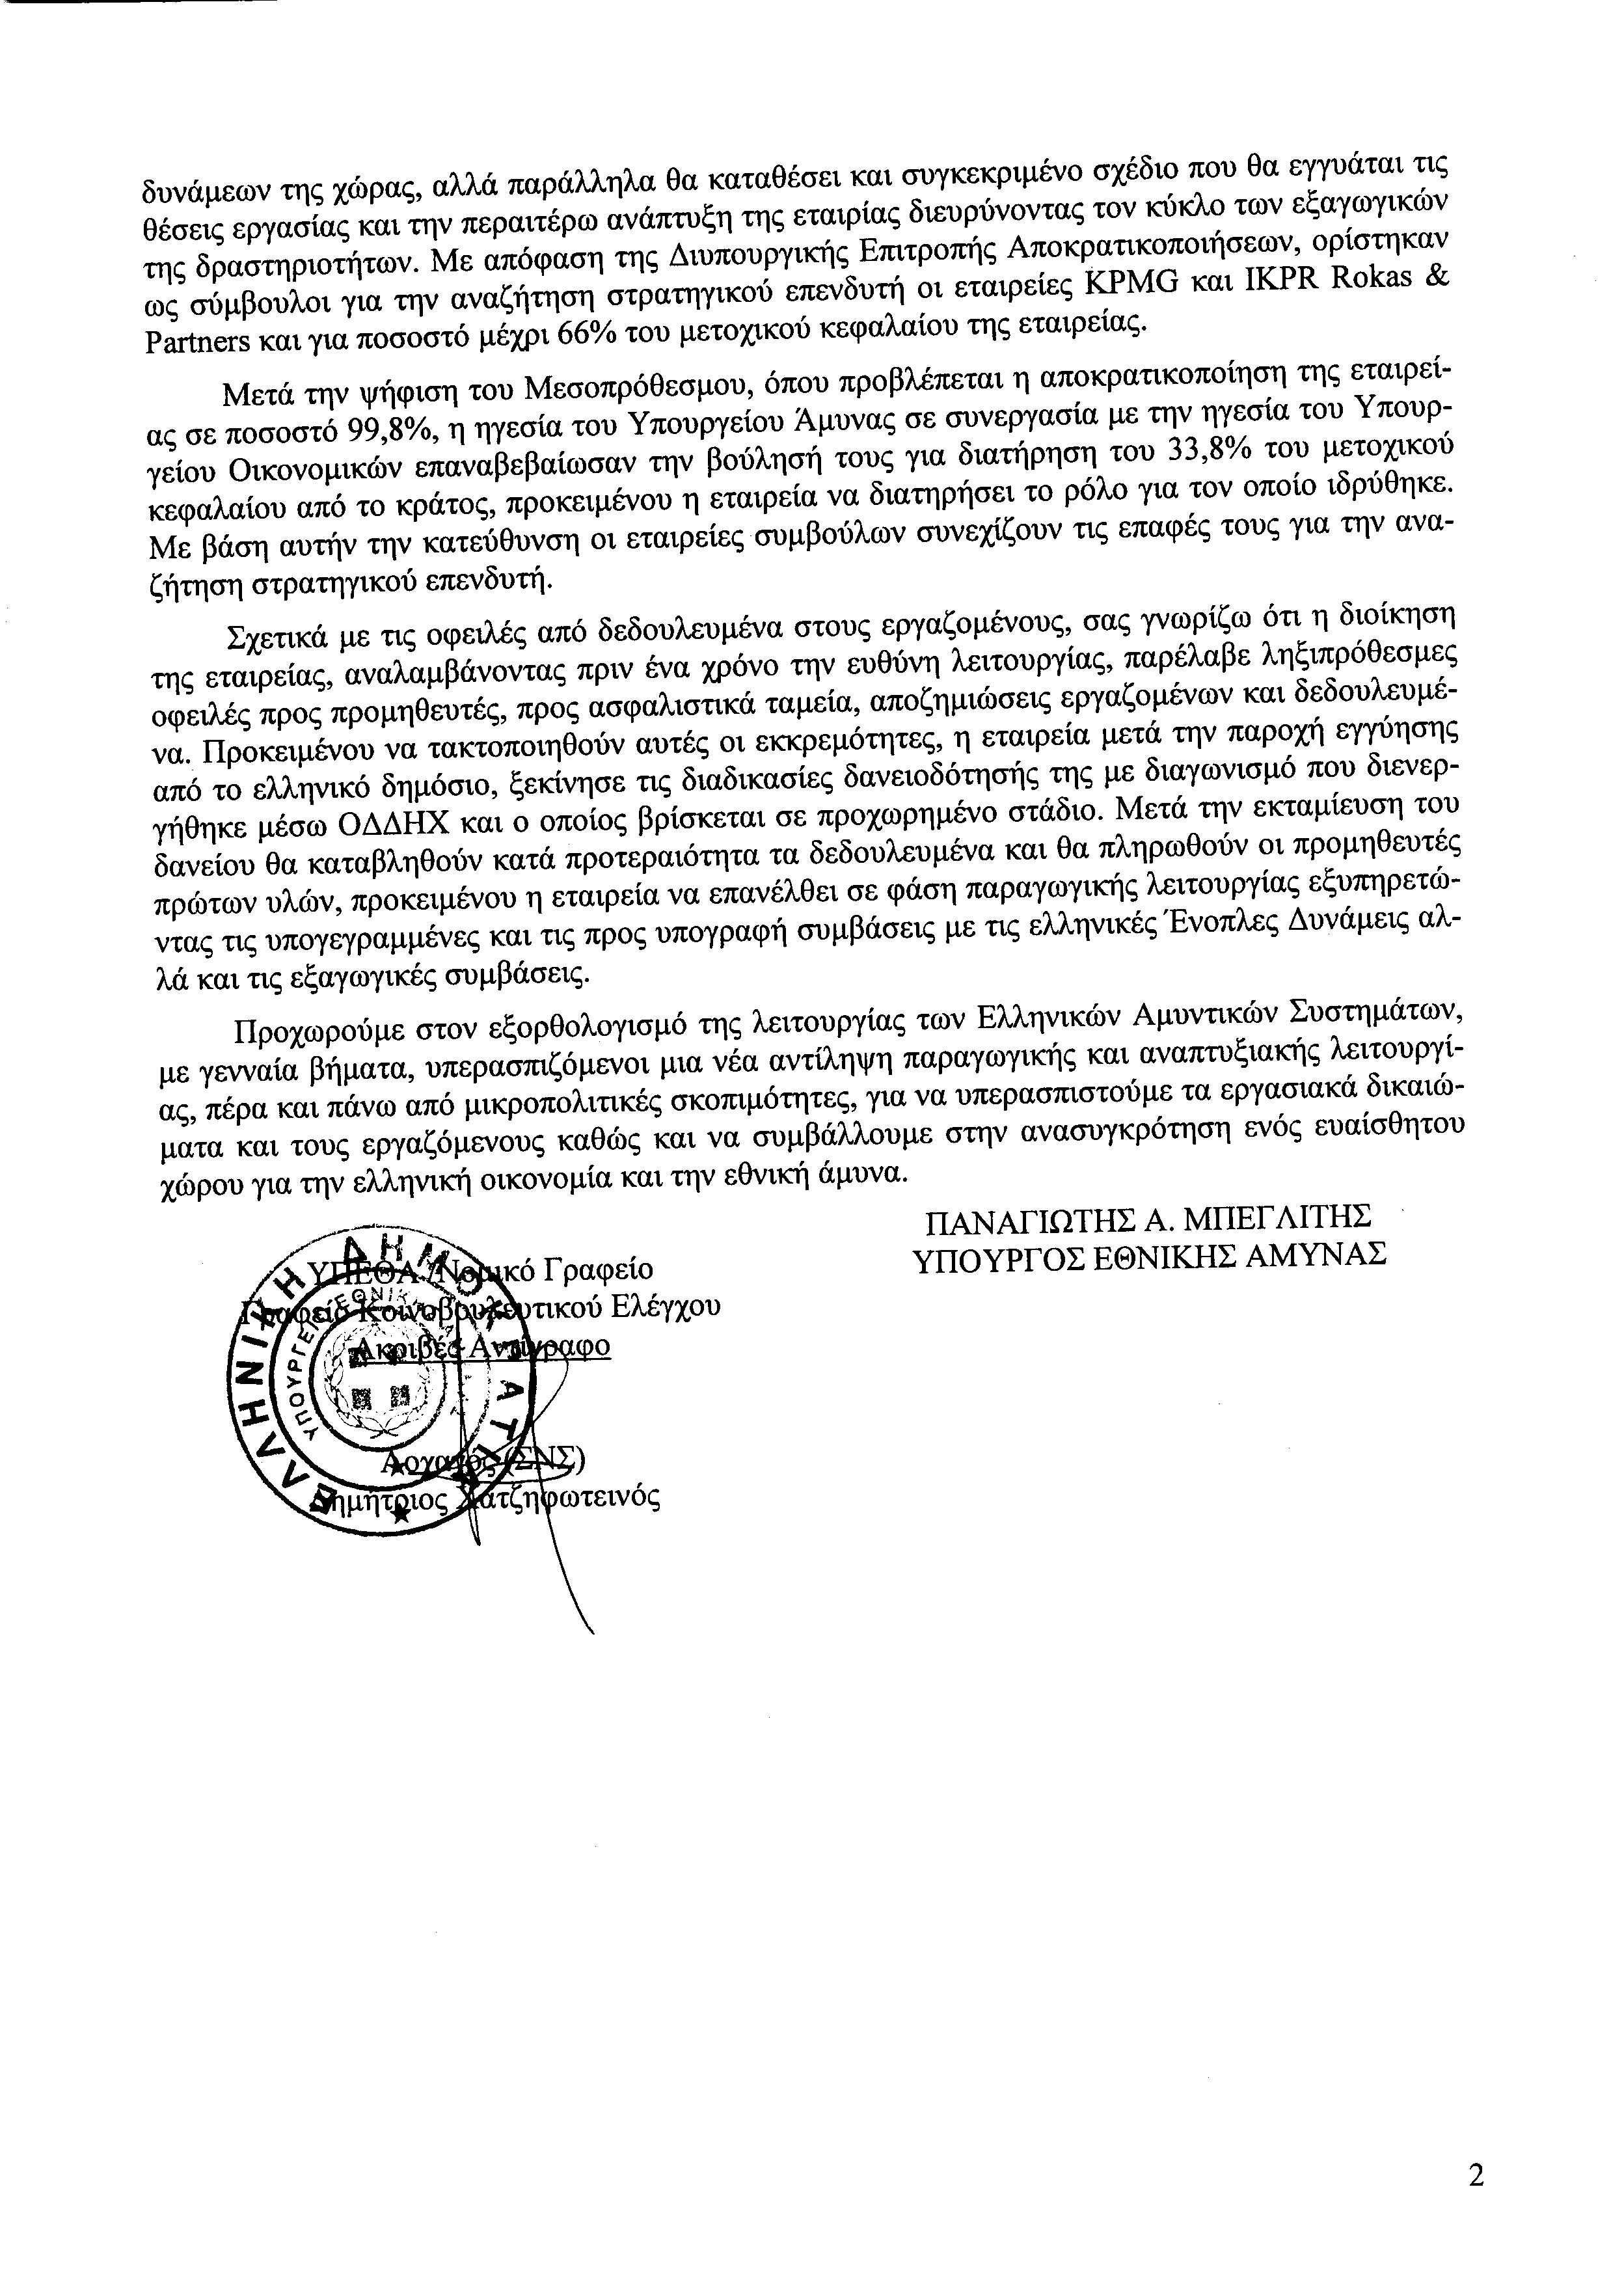 δυνάμεων της χώρας, αλλά παράλληλα θα καταθέσει και συγκεκριμένο σχέδιο που θα εγγυάται τις
θέσεις εργασίας και την περαιτέρω ανάπτυξη της εταιρίας διευρύνοντας τον κύκλο των εξαγωγικών
της δραστηριοτήτων. Με απόφαση της Διυπουργικής Επιτροπής Αποκρατικοποιήσεων, ορίστηκαν
ως σύμβουλοι για την αναζήτηση στρατηγικού επενδυτή οι εταιρείες KPMG και IKPR Rokas &
Partners και για ποσοστό μέχρι 66% του μετοχικού κεφαλαίου της εταιρείας.
Μετά την ψήφιση του Μεσοπρόθεσμου, όπου προβλέπεται η αποκρατικοποίηση της εταιρεί-
ας σε ποσοστό 99,8%, η ηγεσία του Υπουργείου Άμυνας σε συνεργασία με την ηγεσία του Υπουρ-
γείου Οικονομικών επαναβεβαίωσαν την βούλησή τους για διατήρηση του 33,8% του μετοχικού
κεφαλαίου από το κράτος, προκειμένου η εταιρεία να διατηρήσει το ρόλο για τον οποίο ιδρύθηκε.
Με βάση αυτήν την κατεύθυνση οι εταιρείες συμβούλων συνεχίζουν τις επαφές τους για την ανα-
ζήτηση στρατηγικού επενδυτή.
Σχετικά με τις οφειλές από δεδουλευμένα στους εργαζομένους, σας γνωρίζω ότι η διοίκηση
της εταιρείας, αναλαμβάνοντας πριν ένα χρόνο την ευθύνη λειτουργίας, παρέλαβε ληξιπρόθεσμες
οφειλές προς προμηθευτές, προς ασφαλιστικά ταμεία, αποζημιώσεις εργαζομένων και δεδουλευμέ-
να. Προκειμένου να τακτοποιηθούν αυτές οι εκκρεμότητες, η εταιρεία μετά την παροχή εγγύησης
από το ελληνικό δημόσιο, ξεκίνησε τις διαδικασίες δανειοδότησής της με διαγωνισμό που διενερ-
γήθηκε μέσω ΟΔΔΗΧ και ο οποίος βρίσκεται σε προχωρημένο στάδιο. Μετά την εκταμίευση του
δανείου θα καταβληθούν κατά προτεραιότητα τα δεδουλευμένα και θα πληρωθούν οι προμηθευτές
πρώτων υλών, προκειμένου η εταιρεία να επανέλθει σε φάση παραγωγικής λειτουργίας εξυπηρετώ-
ντας τις υπογεγραμμένες και τις προς υπογραφή συμβάσεις με τις ελληνικές Ένοπλες Δυνάμεις αλ-
λά και τις εξαγωγικές συμβάσεις.
Προχωρούμε στον εξορθολογισμό της λειτουργίας των Ελληνικών Αμυντικών Συστημάτων,
με γενναία βήματα, υπερασπιζόμενοι μια νέα αντίληψη παραγωγικής και αναπτυξιακής λειτουργί-
ας, πέρα και πάνω από μικροπολιτικές σκοπιμότητες, για να υπερασπιστούμε τα εργασιακά δικαιώ-
ματα και τους εργαζόμενους καθώς και να συμβάλλουμε στην ανασυγκρότηση ενός ευαίσθητου
χώρου για την ελληνική οικονομία και την εθνική άμυνα.
ΠΑΝΑΓΙΩΤΗΣ Α. ΜΠΕΓΛΙΤΗΣ
ΥΠΟΥΡΓΟΣ ΕΘΝΙΚΗΣ ΑΜΥΝΑΣ
ΥΠΕΘΑ /Νομικό Γραφείο
Γραφείο Κοινοβουλευτικού Ελέγχου
Ακριβές Αντίγραφο
Λοχαγός (ΣΝΣ)
Δημήτριος Χατζηφωτεινός
ΕΛΛΗΝΙΚΗ ΔΗΜΟΚΡΑΤΙΑ
2